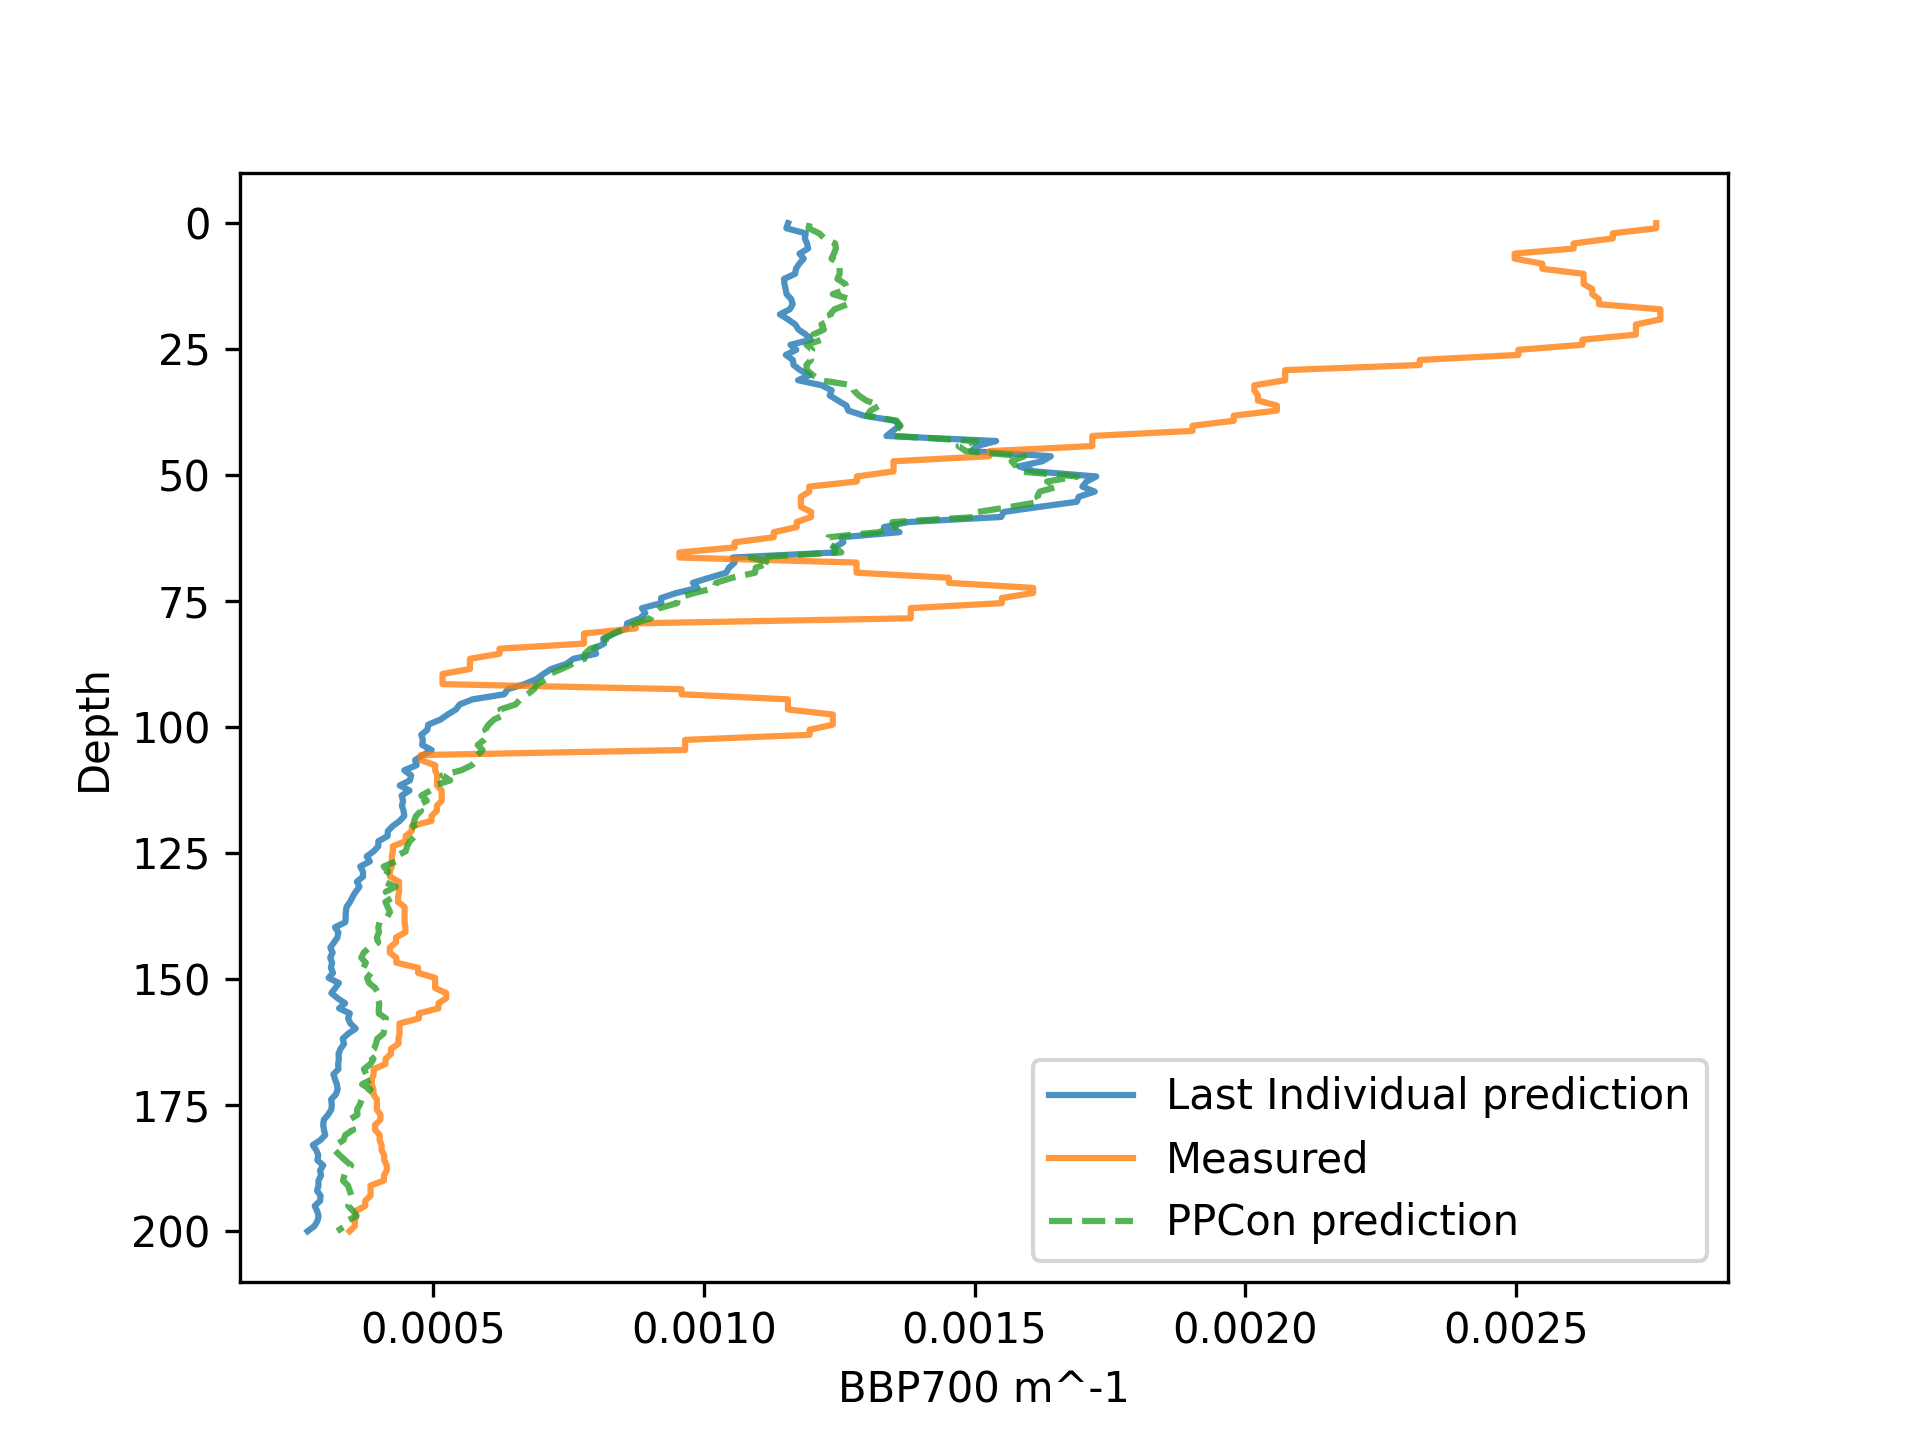 0
25
50
75
100
125
150
175
200
Depth
0.0005 0.0010 0.0015 0.0020 0.0025
BBP700 m^-1
Last Individual prediction
Measured
PPCon prediction